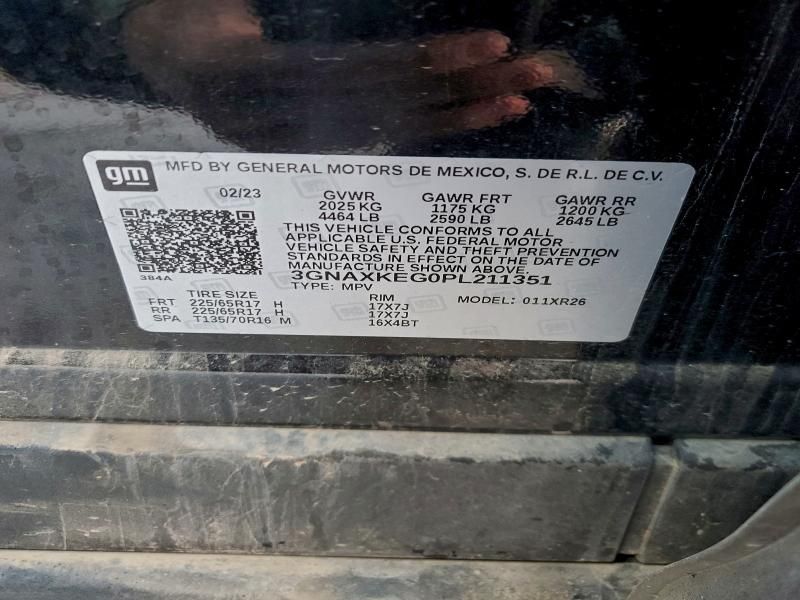 gm MFD BY GENERAL MOTORS DE MEXICO, S. DE R.L. DE C.V.
02/23 GVWR GAWR FRT GAWR RR
2025 KG 1175 KG 1200 KG
4464 LB 2590 LB 2645 LB
THIS VEHICLE CONFORMS TO ALL
APPLICABLE U.S. FEDERAL MOTOR
VEHICLE SAFETY AND THEFT PREVENTION
STANDARDS IN EFFECT ON THE DATE OF
MANUFACTURE SHOWN ABOVE.
384A 3GNAXKEG0PL211351
TYPE: MPV
TIRE SIZE RIM MODEL: 011XR26
FRT 225/65R17 H 17X7J
RR 225/65R17 H 17X7J
SPA T135/70R16 M 16X4BT